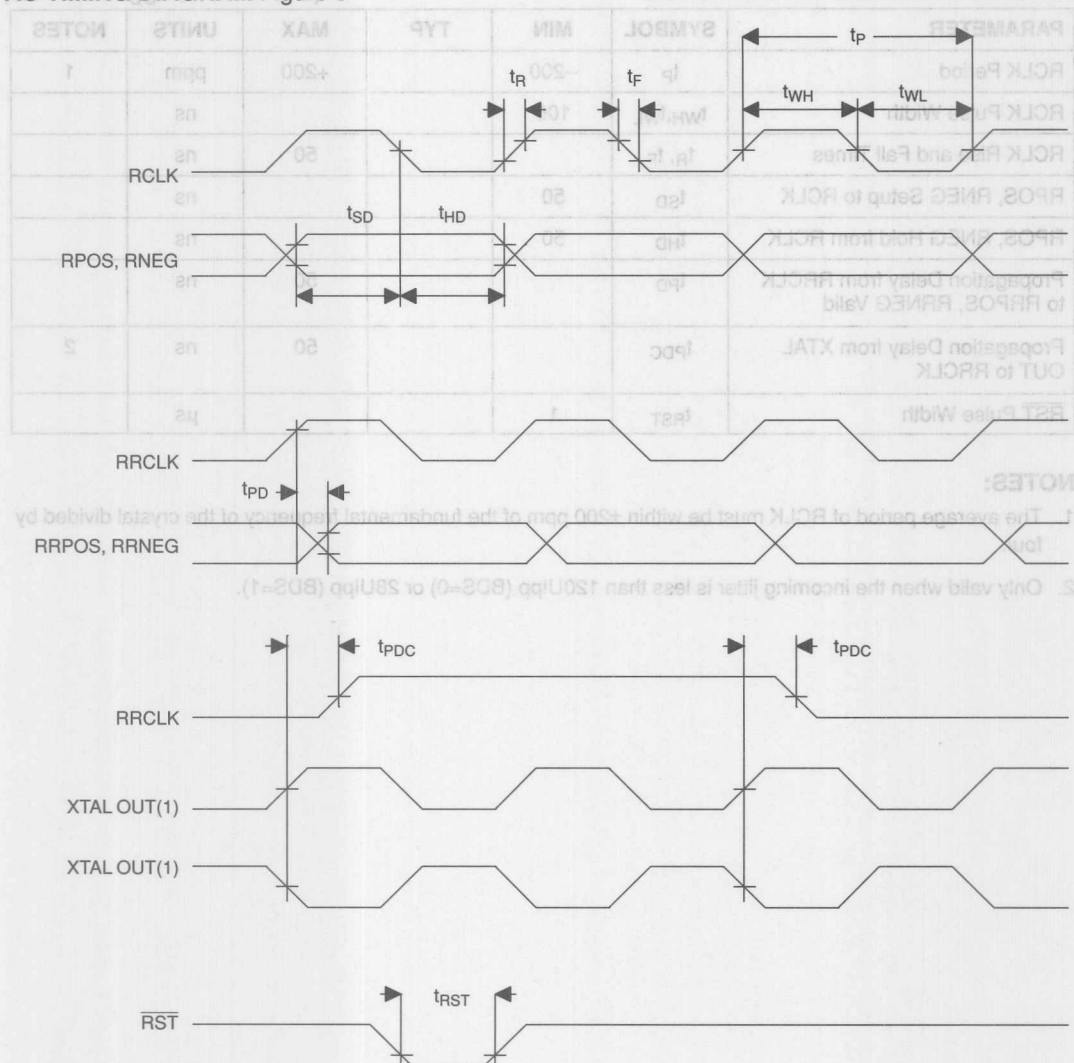 tP
tR
tF
tWH
tWL
RCLK
tSD
tHD
RPOS, RNEG
RRCLK
tPD
RRPOS, RRNEG
tPDC
tPDC
RRCLK
XTAL OUT(1)
XTAL OUT(1)
tRST
RST
PARAMETER SYMBOL MIN TYP MAX UNITS NOTES
RCLK Period tP –200 +200 ppm 1
RCLK Pulse Width tWH, tWL 100 ns
RCLK Rise and Fall Times tR, tF 50 ns
RPOS, RNEG Setup to RCLK tSD 50 ns
RPOS, RNEG Hold from RCLK tHD 50 ns
Propagation Delay from RRCLK tPD 50 ns
to RRPOS, RRNEG Valid
Propagation Delay from XTAL tPDC 50 ns 2
OUT to RRCLK
RST Pulse Width tRST 1 µs
NOTES:
1. The average period of RCLK must be within ±200 ppm of the fundamental frequency of the crystal divided by
four.
2. Only valid when the incoming jitter is less than 120UIpp (BDS=0) or 28UIpp (BDS=1).